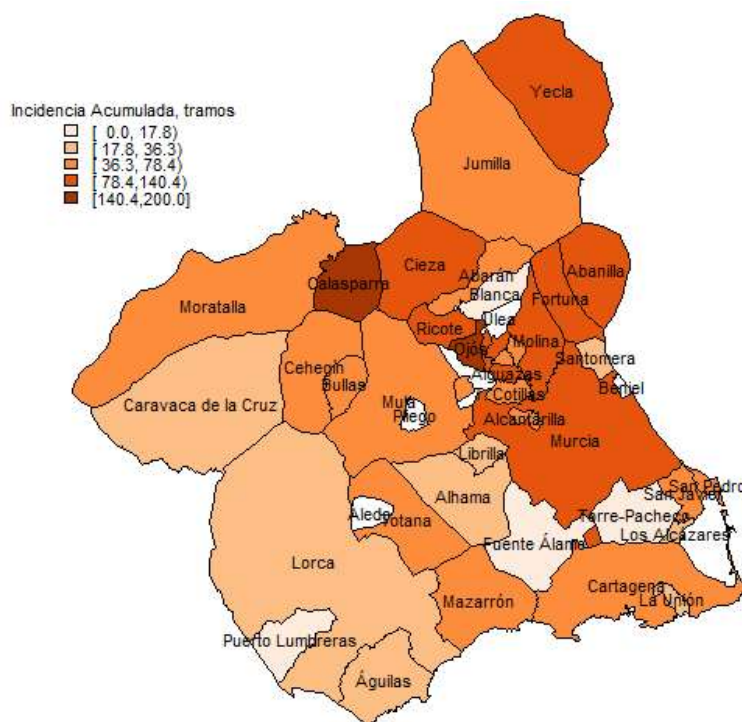 Incidencia Acumulada, tramos
[ 0.0, 17.8)
[ 17.8, 36.3)
[ 36.3, 78.4)
[ 78.4,140.4)
[140.4,200.0]
Yecla
Jumilla
Cieza
Abarán
Abanilla
Calasparra
Blanca
Fortuna
Moratalla
Ulea
Ricote
Molina
Ojós
Santomera
Cehegín
Alguazas
Bullas
Cotillas
Beniel
Caravaca de la Cruz
Mula
Pliego
Alcantarilla
Murcia
Librilla
San Pedro
Alhama
San Javier
Aledo
Totana
Torre-Pacheco
Fuente Álamo
Los Alcázares
Lorca
Cartagena
Mazarrón
La Unión
Puerto Lumbreras
Águilas